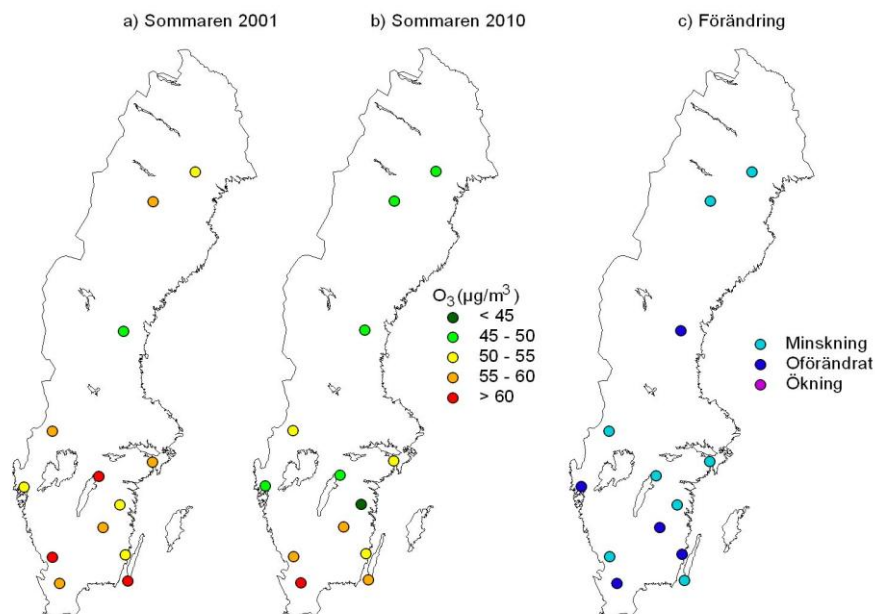 a) Sommaren 2001
b) Sommaren 2010
c) Förändring
O3 (µg/m³)
< 45
45 - 50
50 - 55
55 - 60
> 60
Minskning
Oförändrat
Ökning